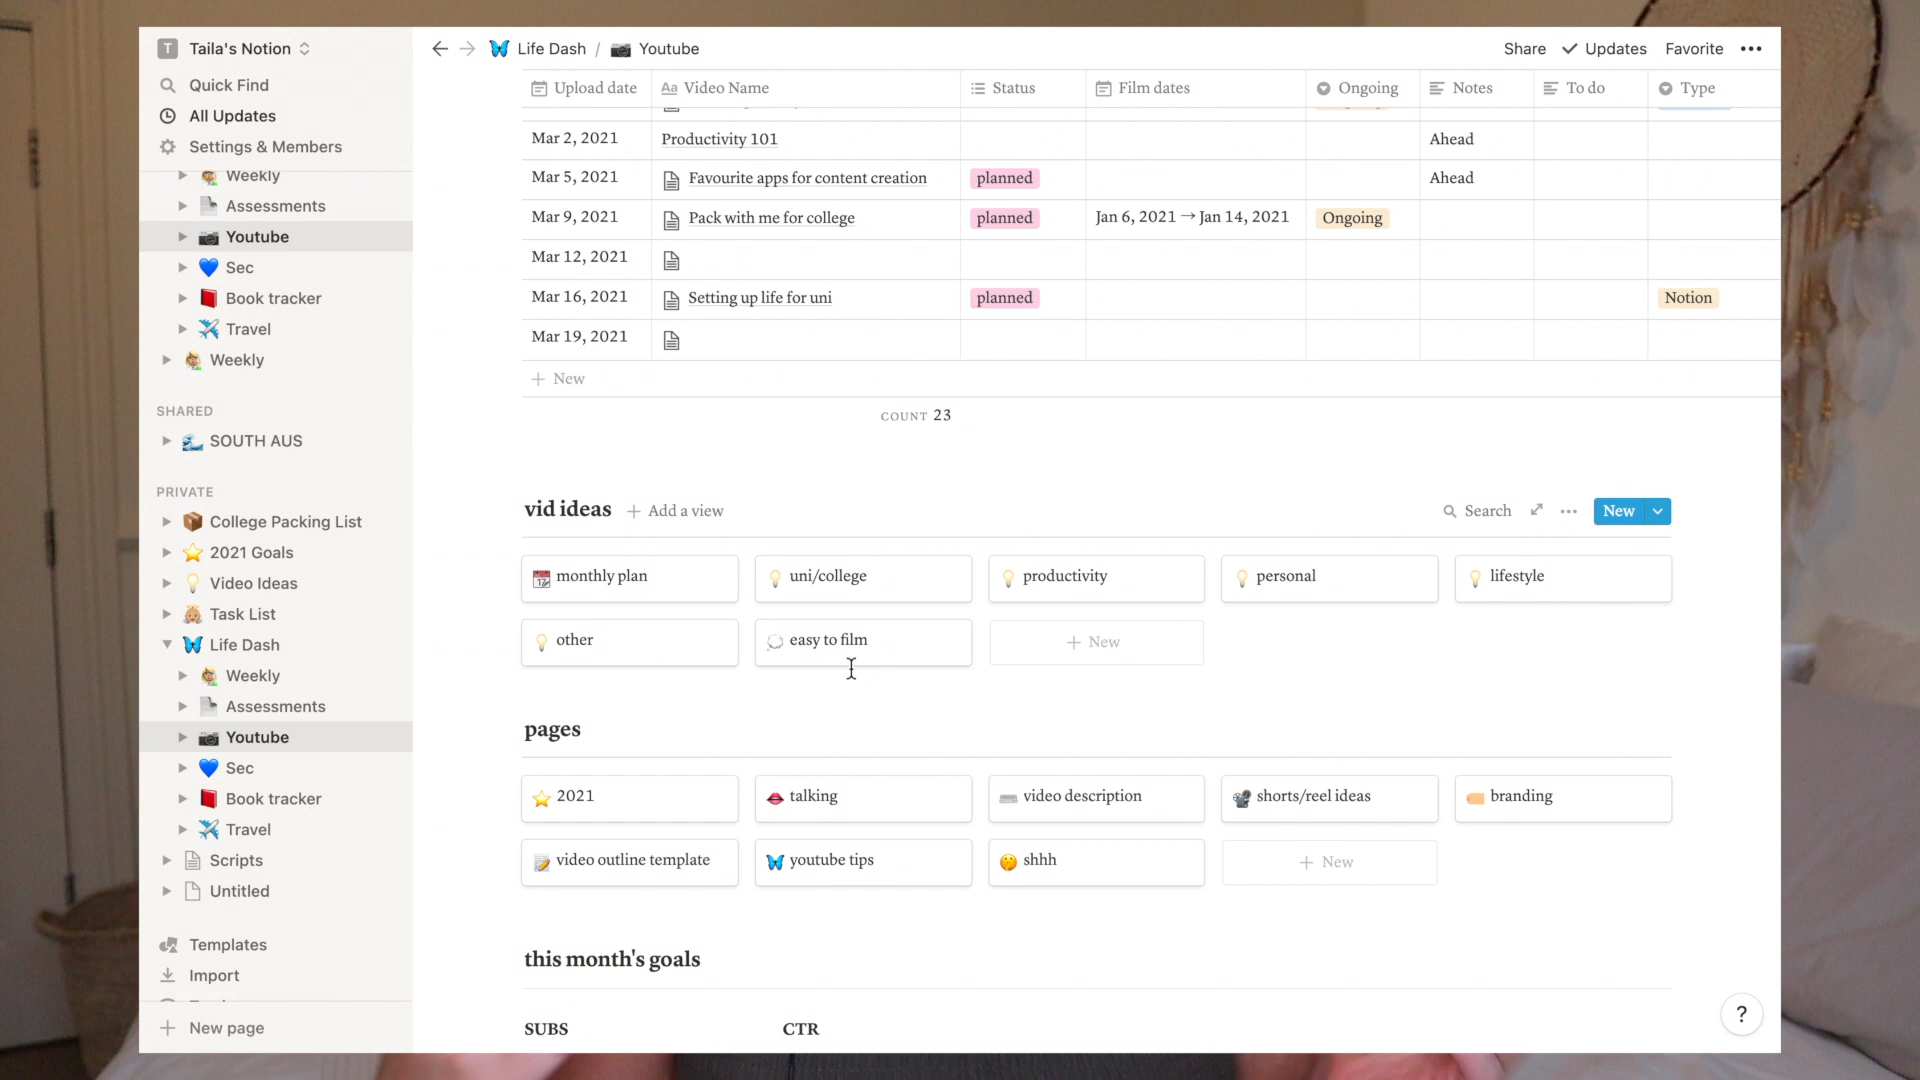 T Taila's Notion
Quick Find
All Updates
Settings & Members
Weekly
Assessments
Youtube
Sec
Book tracker
Travel
Weekly
SHARED
SOUTH AUS
PRIVATE
College Packing List
2021 Goals
Video Ideas
Task List
Life Dash
Weekly
Assessments
Youtube
Sec
Book tracker
Travel
Scripts
Untitled
Templates
Import
New page
Life Dash / Youtube
Share Updates Favorite
Upload date Aa Video Name Status Film dates Ongoing Notes To do Type
Mar 2, 2021 Productivity 101 Ahead
Mar 5, 2021 Favourite apps for content creation planned Ahead
Mar 9, 2021 Pack with me for college planned Jan 6, 2021 → Jan 14, 2021 Ongoing
Mar 12, 2021
Mar 16, 2021 Setting up life for uni planned Notion
Mar 19, 2021
+ New
COUNT 23
vid ideas + Add a view Search New
monthly plan uni/college productivity personal lifestyle
other easy to film + New
pages
2021 talking video description shorts/reel ideas branding
video outline template youtube tips shhh + New
this month's goals
SUBS CTR
?